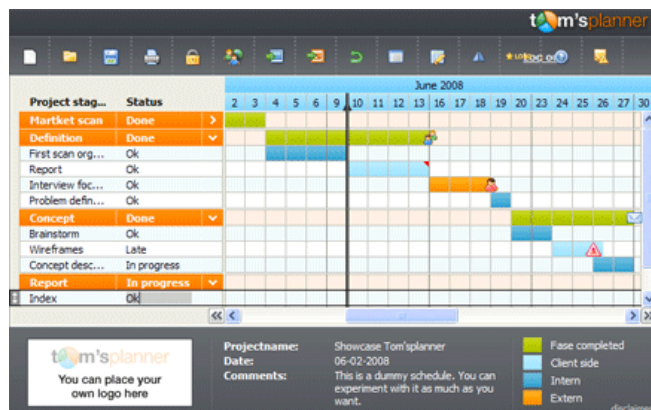 tom'splanner
Log out
June 2008
Project stag... Status 2 3 4 5 6 9 10 11 12 13 16 17 18 19 20 23 24 25 26 27 30
Martket scan Done
Definition Done
First scan org... Ok
Report Ok
Interview foc... Ok
Problem defin... Ok
Concept Done
Brainstorm Ok
Wireframes Late
Concept desc... In progress
Report In progress
Index Ok
tom'splanner
You can place your
own logo here
Projectname: Showcase Tom'splanner
Date: 06-02-2008
Comments: This is a dummy schedule. You can
experiment with it as much as you
want.
Fase completed
Client side
Intern
Extern
disclaimer